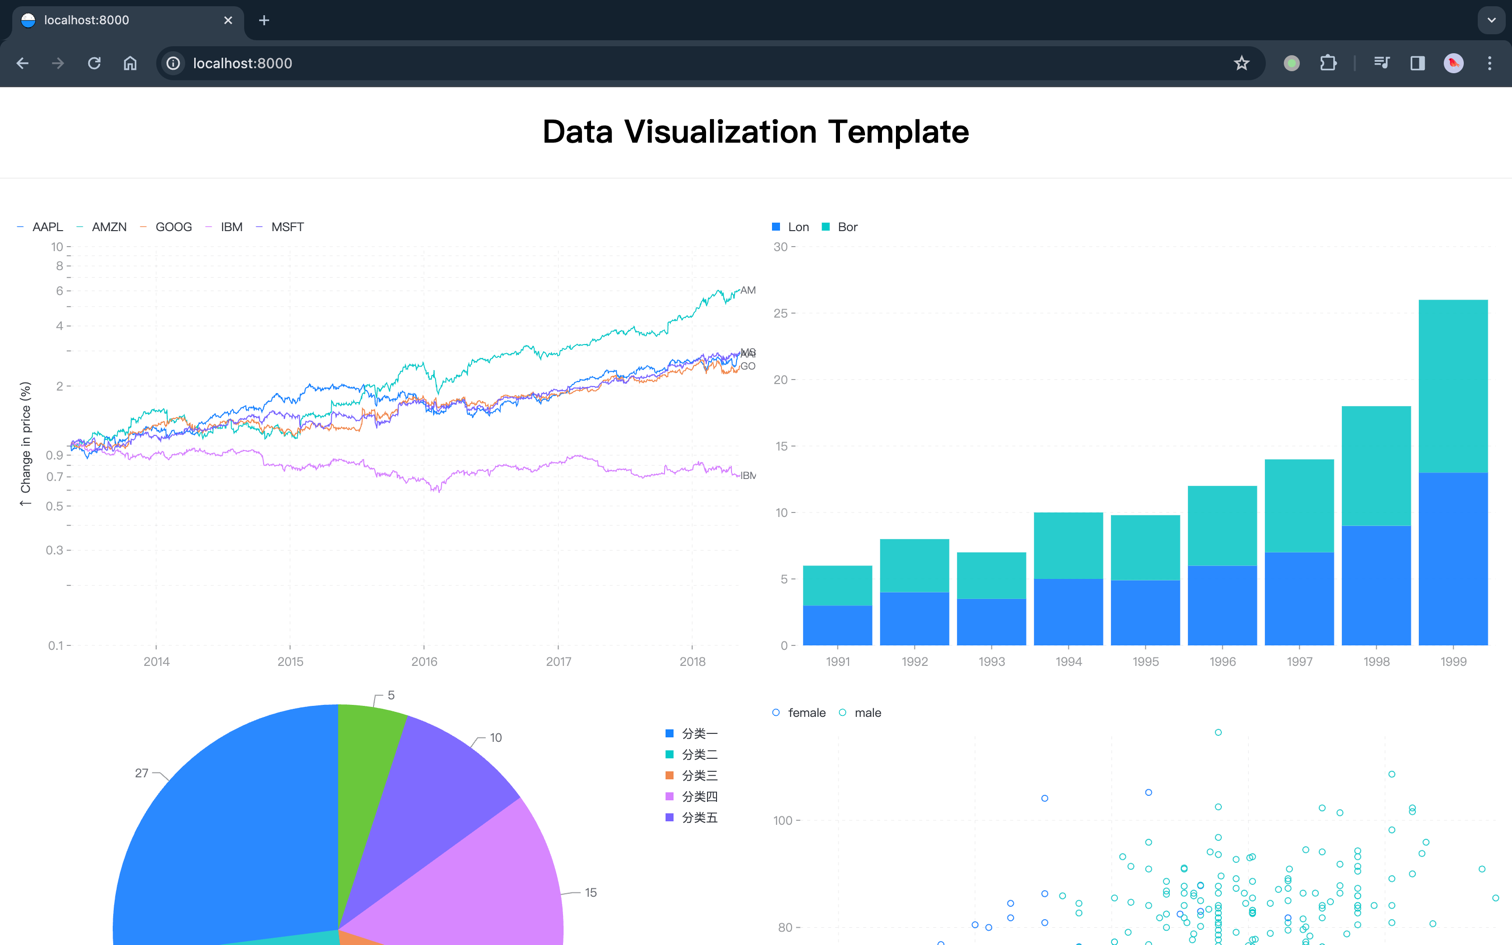 localhost:8000
localhost:8000
Data Visualization Template
AAPL AMZN GOOG IBM MSFT
10
8
6
4
2
0.9
0.7
0.5
0.3
0.1
↑ Change in price (%)
AM
MS
GO
IBM
2014 2015 2016 2017 2018
Lon Bor
30
25
20
15
10
5
0
1991 1992 1993 1994 1995 1996 1997 1998 1999
5
10
27
15
分类一
分类二
分类三
分类四
分类五
female male
100
80